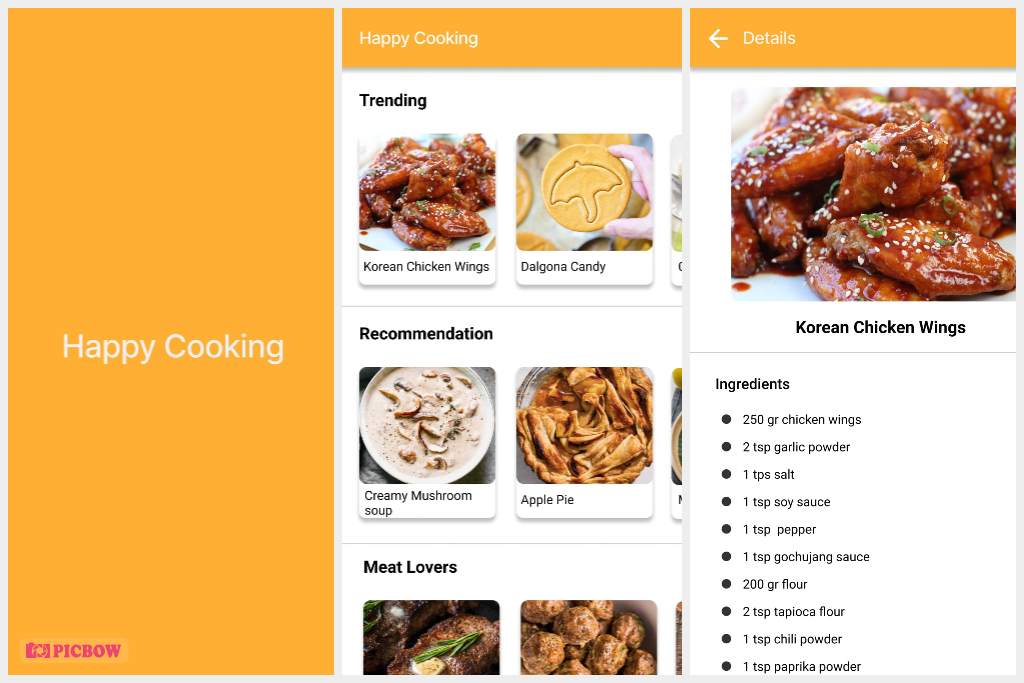 Happy Cooking
PICBOW
Happy Cooking
Trending
Korean Chicken Wings
Dalgona Candy
Recommendation
Creamy Mushroom
soup
Apple Pie
Meat Lovers
Details
Korean Chicken Wings
Ingredients
250 gr chicken wings
2 tsp garlic powder
1 tps salt
1 tsp soy sauce
1 tsp  pepper
1 tsp gochujang sauce
200 gr flour
2 tsp tapioca flour
1 tsp chili powder
1 tsp paprika powder